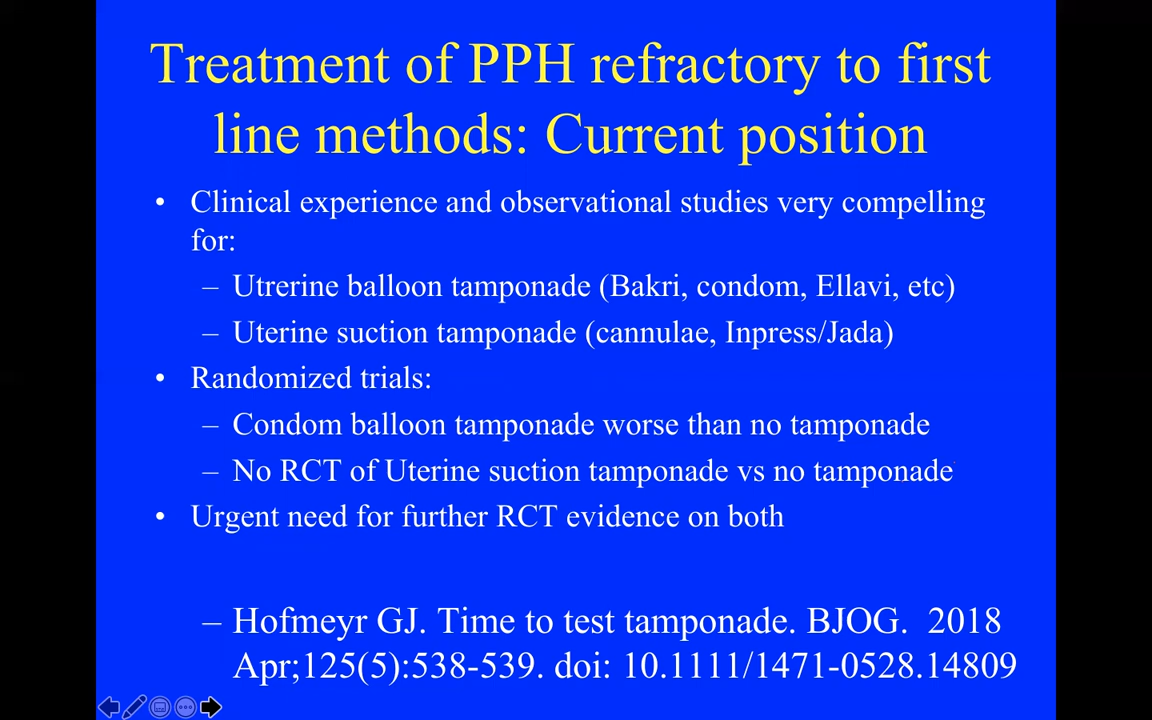 Treatment of PPH refractory to first
line methods: Current position
• Clinical experience and observational studies very compelling
for:
– Utrerine balloon tamponade (Bakri, condom, Ellavi, etc)
– Uterine suction tamponade (cannulae, Inpress/Jada)
• Randomized trials:
– Condom balloon tamponade worse than no tamponade
– No RCT of Uterine suction tamponade vs no tamponade
• Urgent need for further RCT evidence on both
– Hofmeyr GJ. Time to test tamponade. BJOG. 2018
Apr;125(5):538-539. doi: 10.1111/1471-0528.14809